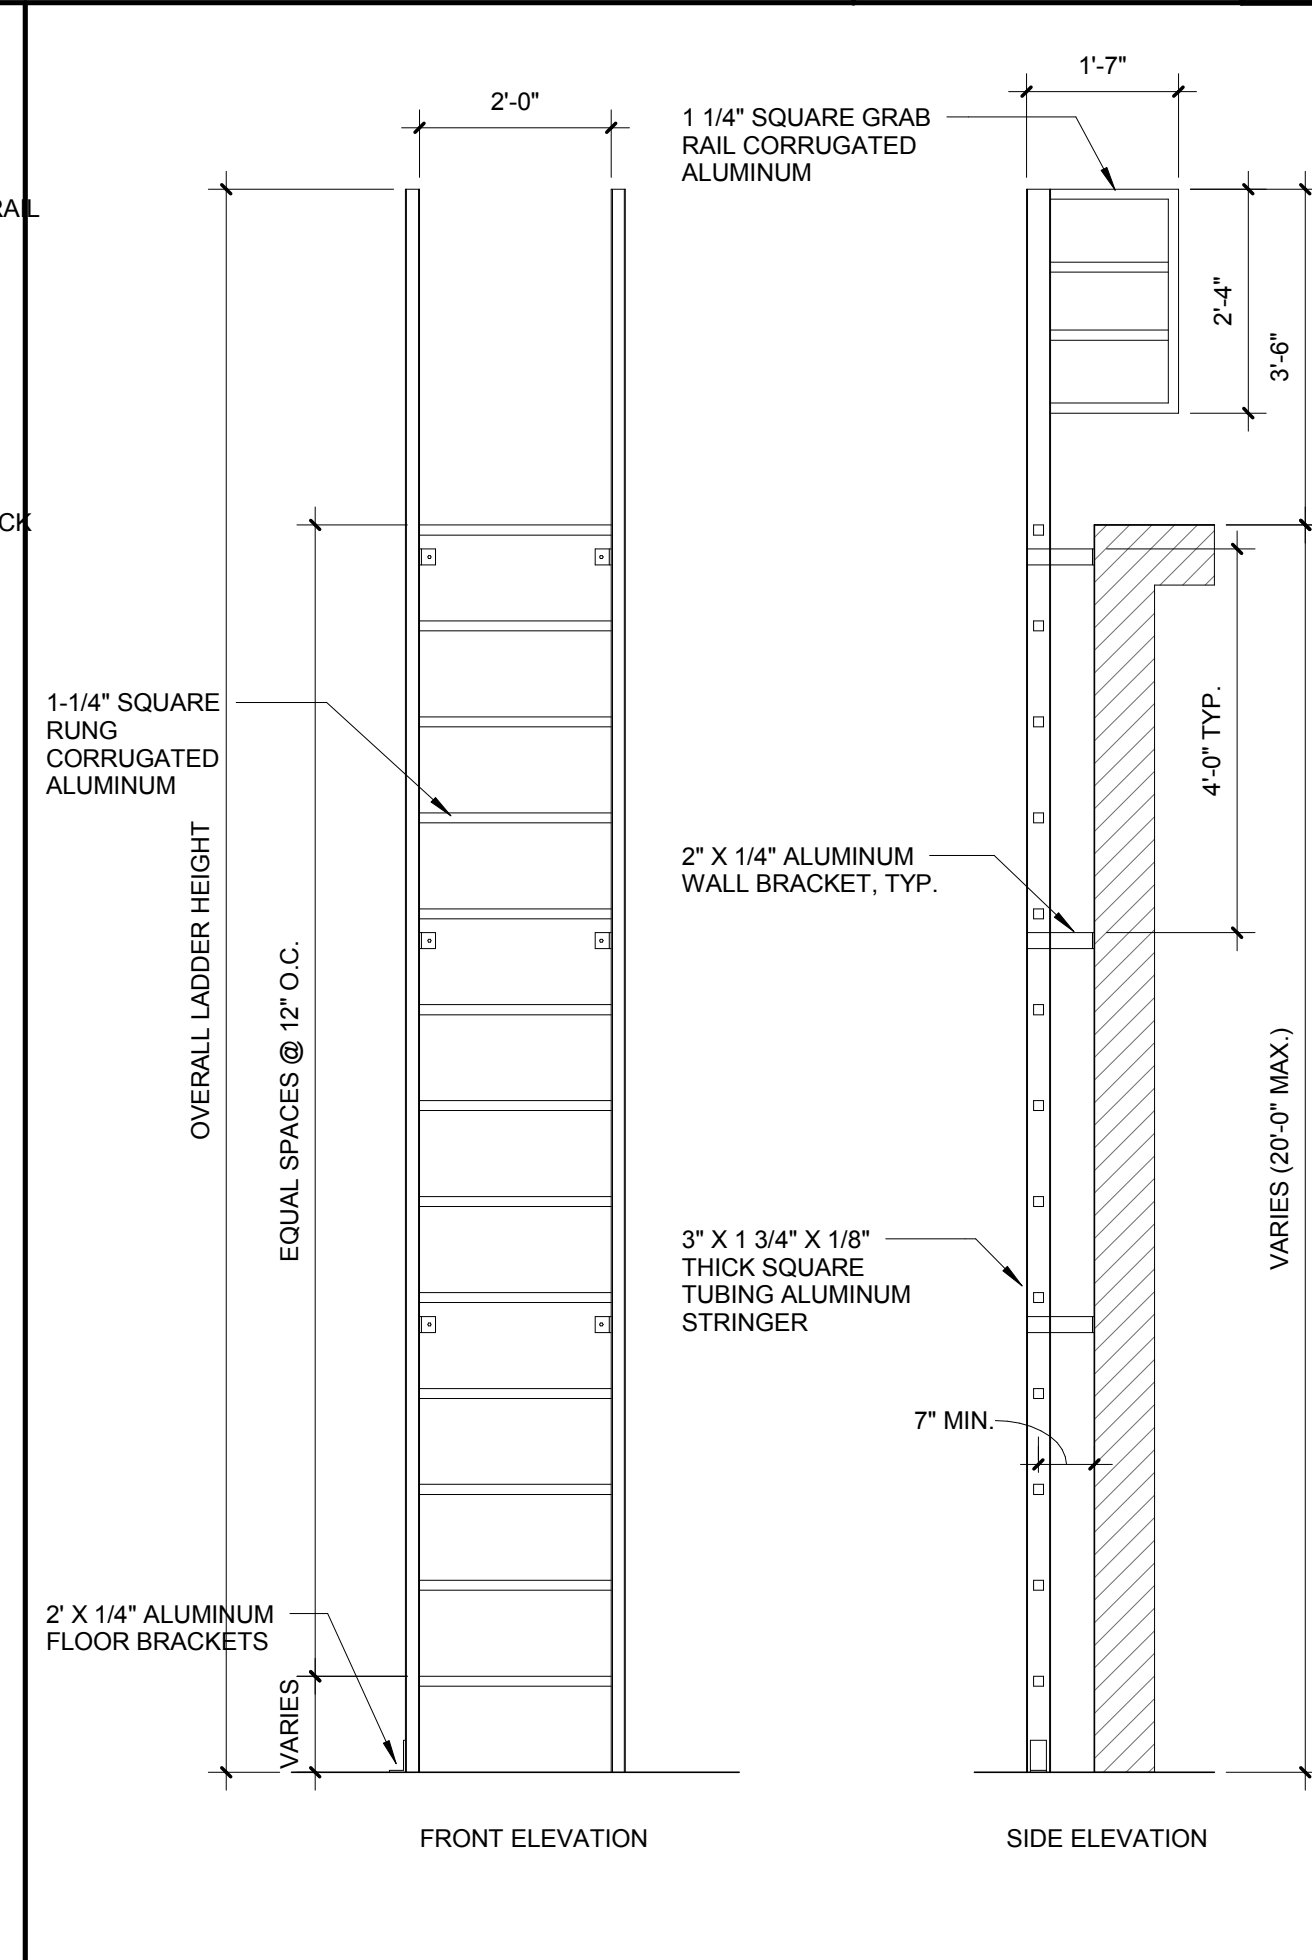 1'-7"
2'-0"
1 1/4" SQUARE GRAB
RAIL CORRUGATED
ALUMINUM
RAIL
2'-4"
3'-6"
CK
1-1/4" SQUARE
RUNG
CORRUGATED
ALUMINUM
4'-0" TYP.
OVERALL LADDER HEIGHT
2" X 1/4" ALUMINUM
WALL BRACKET, TYP.
EQUAL SPACES @ 12" O.C.
VARIES (20'-0" MAX.)
3" X 1 3/4" X 1/8"
THICK SQUARE
TUBING ALUMINUM
STRINGER
7" MIN.
2' X 1/4" ALUMINUM
FLOOR BRACKETS
VARIES
FRONT ELEVATION
SIDE ELEVATION